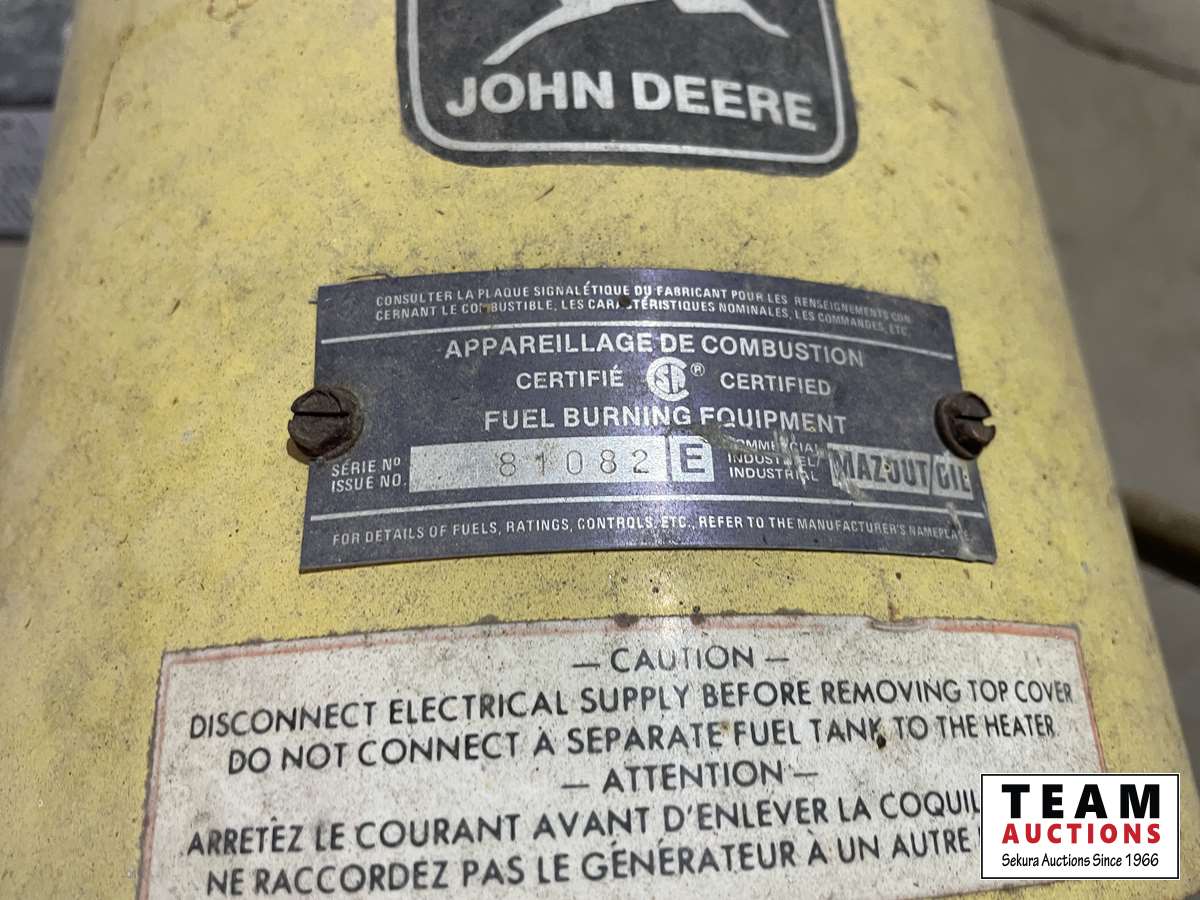 JOHN DEERE
CONSULTER LA PLAQUE SIGNALÉTIQUE DU FABRICANT POUR LES RENSEIGNEMENTS CON
CERNANT LE COMBUSTIBLE, LES CARACTÉRISTIQUES NOMINALES, LES COMMANDES, ETC.
APPAREILLAGE DE COMBUSTION
CERTIFIÉ SA ® CERTIFIED
FUEL BURNING EQUIPMENT
SÉRIE No
ISSUE NO.
81082 E
COMMERCIAL
INDUSTRIEL/
INDUSTRIAL
MAZOUT/OIL
FOR DETAILS OF FUELS, RATINGS, CONTROLS, ETC., REFER TO THE MANUFACTURER'S NAMEPLATE
— CAUTION —
DISCONNECT ELECTRICAL SUPPLY BEFORE REMOVING TOP COVER
DO NOT CONNECT A SEPARATE FUEL TANK TO THE HEATER
— ATTENTION —
ARRETEZ LE COURANT AVANT D'ENLEVER LA COQUIL
NE RACCORDEZ PAS LE GÉNÉRATEUR À UN AUTRE
TEAM
AUCTIONS
Sekura Auctions Since 1966